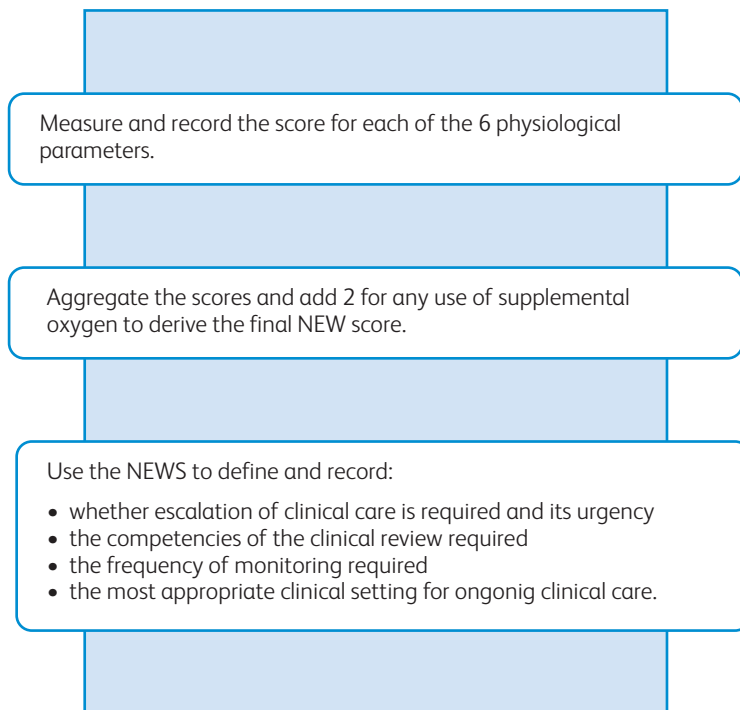 Measure and record the score for each of the 6 physiological
parameters.
Aggregate the scores and add 2 for any use of supplemental
oxygen to derive the final NEW score.
Use the NEWS to define and record:
• whether escalation of clinical care is required and its urgency
• the competencies of the clinical review required
• the frequency of monitoring required
• the most appropriate clinical setting for ongonig clinical care.